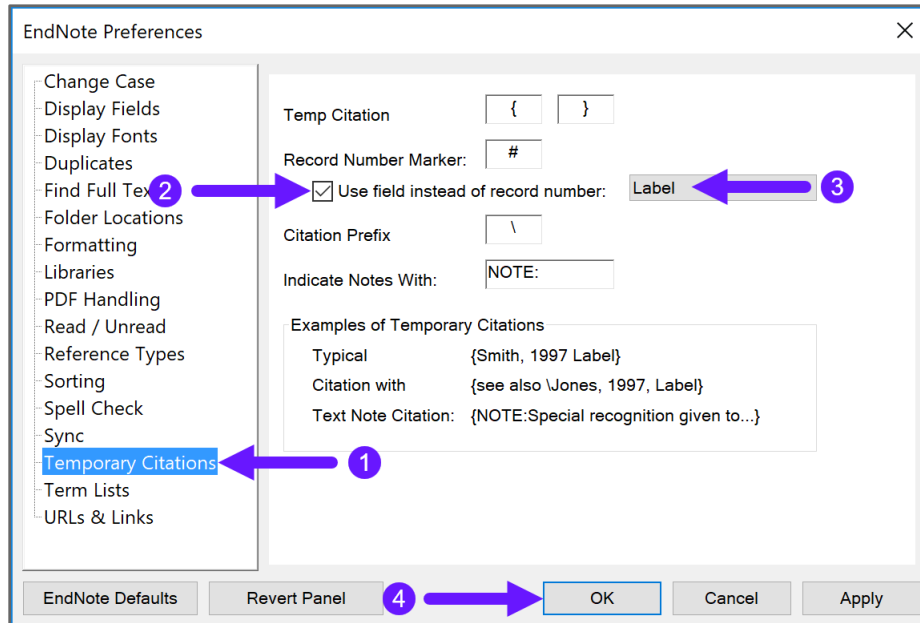 EndNote Preferences
Change Case
Display Fields
Display Fonts
Duplicates
Find Full Tex
Folder Locations
Formatting
Libraries
PDF Handling
Read / Unread
Reference Types
Sorting
Spell Check
Sync
Temporary Citations
Term Lists
URLs & Links
1
2
Temp Citation { }
Record Number Marker: #
Use field instead of record number: Label
3
Citation Prefix \
Indicate Notes With: NOTE:
Examples of Temporary Citations
Typical {Smith, 1997 Label}
Citation with {see also \Jones, 1997, Label}
Text Note Citation: {NOTE:Special recognition given to...}
EndNote Defaults Revert Panel 4 OK Cancel Apply